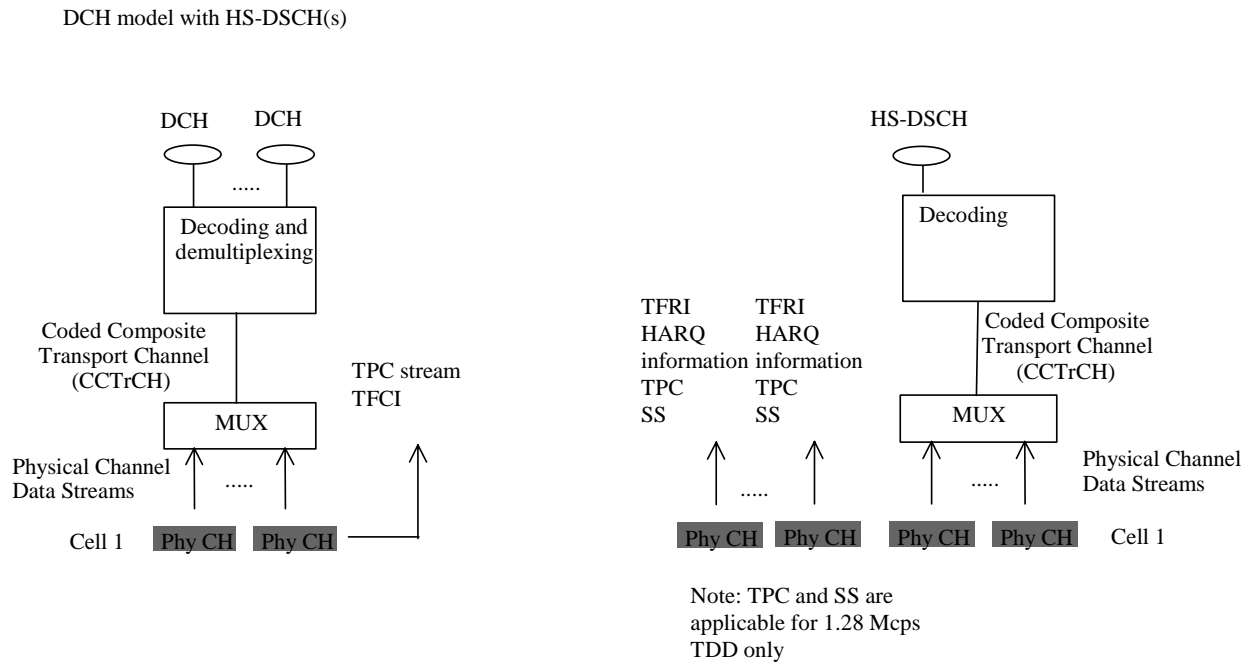 DCH model with HS-DSCH(s)
DCH
DCH
.....
Decoding and
demultiplexing
Coded Composite
Transport Channel
(CCTrCH)
MUX
TPC stream
TFCI
Physical Channel
Data Streams
.....
Cell 1
Phy CH
Phy CH
HS-DSCH
Decoding
TFRI
HARQ
information
TPC
SS
TFRI
HARQ
information
TPC
SS
Coded Composite
Transport Channel
(CCTrCH)
MUX
.....
.....
Physical Channel
Data Streams
Phy CH
Phy CH
Phy CH
Phy CH
Cell 1
Note: TPC and SS are
applicable for 1.28 Mcps
TDD only